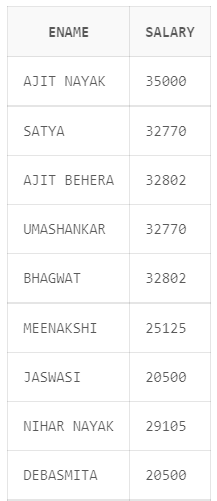 ENAME SALARY
AJIT NAYAK 35000
SATYA 32770
AJIT BEHERA 32802
UMASHANKAR 32770
BHAGWAT 32802
MEENAKSHI 25125
JASWASI 20500
NIHAR NAYAK 29105
DEBASMITA 20500